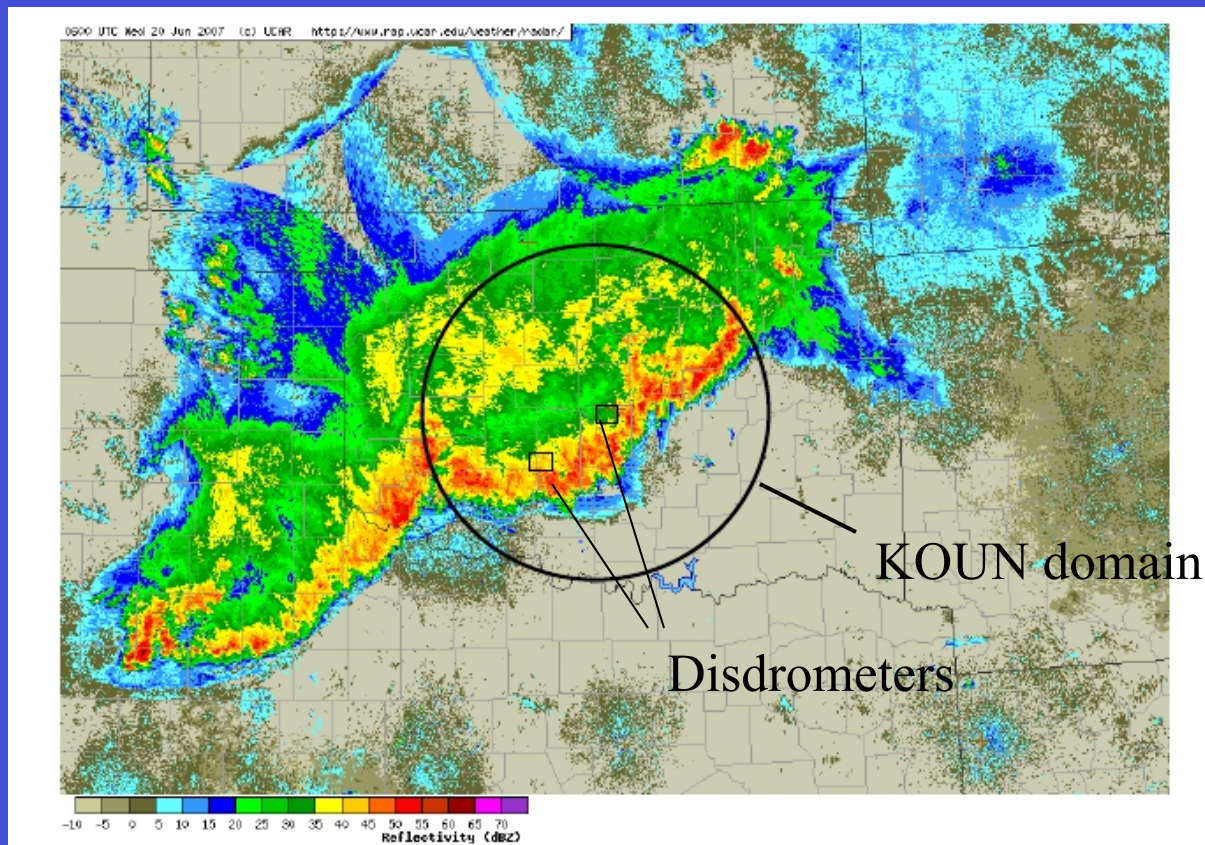 0600 UTC Wed 20 Jun 2007 (c) UCAR http://www.rap.ucar.edu/weather/radar/
KOUN domain
Disdrometers
-10 -5 0 5 10 15 20 25 30 35 40 45 50 55 60 65 70
Reflectivity (dBZ)